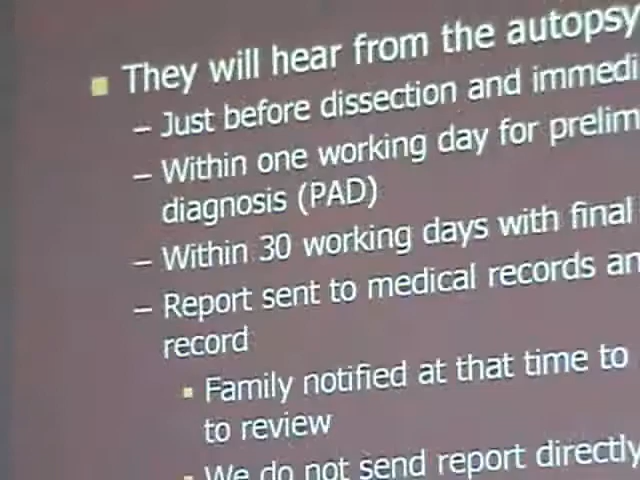 They will hear from the autopsy
– Just before dissection and immedi
– Within one working day for prelim
diagnosis (PAD)
– Within 30 working days with final
– Report sent to medical records an
record
Family notified at that time to
to review
We do not send report directly